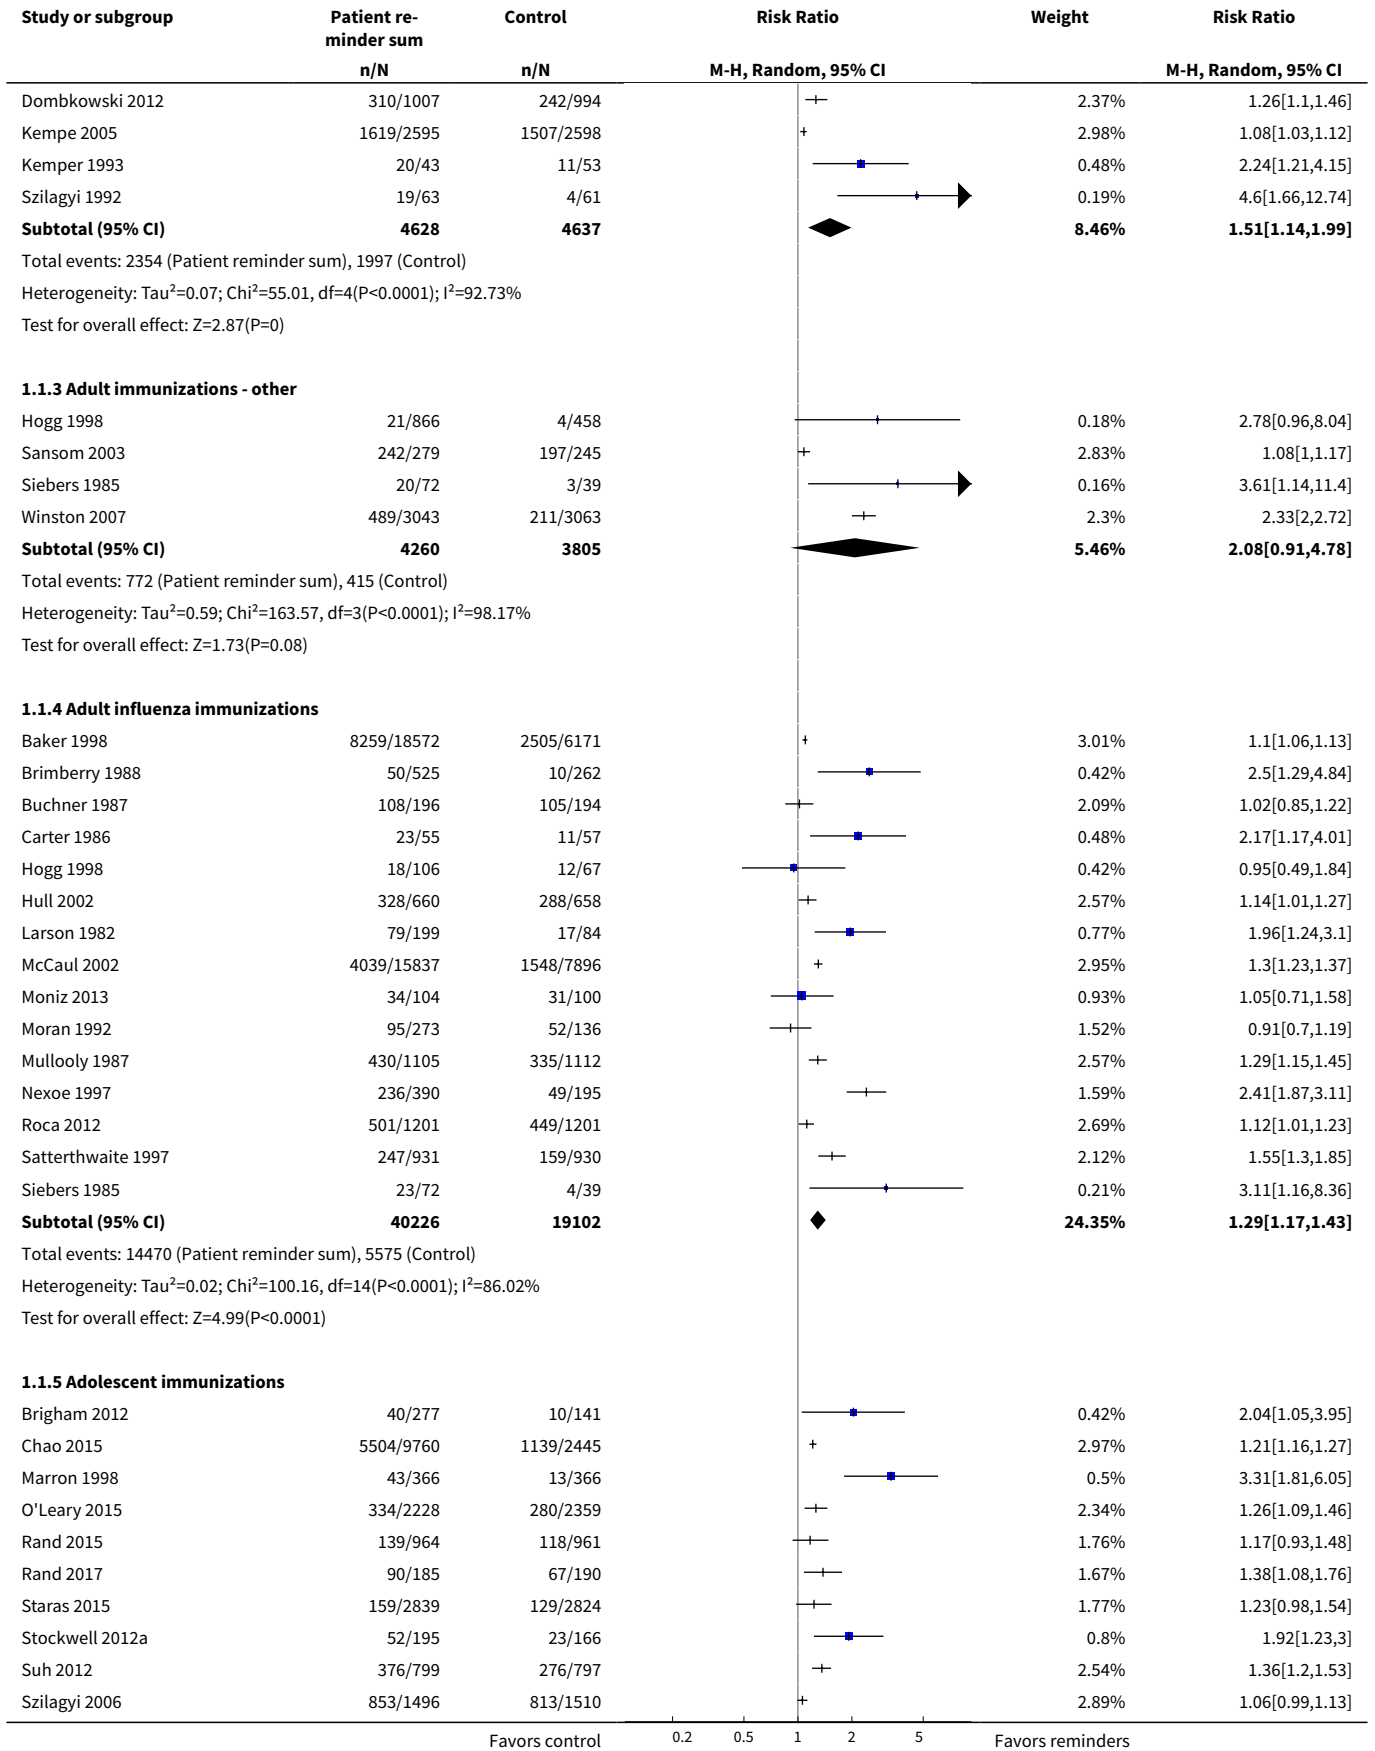 Study or subgroup Patient re- Control Risk Ratio Weight Risk Ratio
minder sum
n/N n/N M-H, Random, 95% CI M-H, Random, 95% CI
Dombkowski 2012 310/1007 242/994 2.37% 1.26[1.1,1.46]
Kempe 2005 1619/2595 1507/2598 2.98% 1.08[1.03,1.12]
Kemper 1993 20/43 11/53 0.48% 2.24[1.21,4.15]
Szilagyi 1992 19/63 4/61 0.19% 4.6[1.66,12.74]
Subtotal (95% CI) 4628 4637 8.46% 1.51[1.14,1.99]
Total events: 2354 (Patient reminder sum), 1997 (Control)
Heterogeneity: Tau²=0.07; Chi²=55.01, df=4(P<0.0001); I²=92.73%
Test for overall effect: Z=2.87(P=0)
1.1.3 Adult immunizations - other
Hogg 1998 21/866 4/458 0.18% 2.78[0.96,8.04]
Sansom 2003 242/279 197/245 2.83% 1.08[1,1.17]
Siebers 1985 20/72 3/39 0.16% 3.61[1.14,11.4]
Winston 2007 489/3043 211/3063 2.3% 2.33[2,2.72]
Subtotal (95% CI) 4260 3805 5.46% 2.08[0.91,4.78]
Total events: 772 (Patient reminder sum), 415 (Control)
Heterogeneity: Tau²=0.59; Chi²=163.57, df=3(P<0.0001); I²=98.17%
Test for overall effect: Z=1.73(P=0.08)
1.1.4 Adult influenza immunizations
Baker 1998 8259/18572 2505/6171 3.01% 1.1[1.06,1.13]
Brimberry 1988 50/525 10/262 0.42% 2.5[1.29,4.84]
Buchner 1987 108/196 105/194 2.09% 1.02[0.85,1.22]
Carter 1986 23/55 11/57 0.48% 2.17[1.17,4.01]
Hogg 1998 18/106 12/67 0.42% 0.95[0.49,1.84]
Hull 2002 328/660 288/658 2.57% 1.14[1.01,1.27]
Larson 1982 79/199 17/84 0.77% 1.96[1.24,3.1]
McCaul 2002 4039/15837 1548/7896 2.95% 1.3[1.23,1.37]
Moniz 2013 34/104 31/100 0.93% 1.05[0.71,1.58]
Moran 1992 95/273 52/136 1.52% 0.91[0.7,1.19]
Mullooly 1987 430/1105 335/1112 2.57% 1.29[1.15,1.45]
Nexoe 1997 236/390 49/195 1.59% 2.41[1.87,3.11]
Roca 2012 501/1201 449/1201 2.69% 1.12[1.01,1.23]
Satterthwaite 1997 247/931 159/930 2.12% 1.55[1.3,1.85]
Siebers 1985 23/72 4/39 0.21% 3.11[1.16,8.36]
Subtotal (95% CI) 40226 19102 24.35% 1.29[1.17,1.43]
Total events: 14470 (Patient reminder sum), 5575 (Control)
Heterogeneity: Tau²=0.02; Chi²=100.16, df=14(P<0.0001); I²=86.02%
Test for overall effect: Z=4.99(P<0.0001)
1.1.5 Adolescent immunizations
Brigham 2012 40/277 10/141 0.42% 2.04[1.05,3.95]
Chao 2015 5504/9760 1139/2445 2.97% 1.21[1.16,1.27]
Marron 1998 43/366 13/366 0.5% 3.31[1.81,6.05]
O'Leary 2015 334/2228 280/2359 2.34% 1.26[1.09,1.46]
Rand 2015 139/964 118/961 1.76% 1.17[0.93,1.48]
Rand 2017 90/185 67/190 1.67% 1.38[1.08,1.76]
Staras 2015 159/2839 129/2824 1.77% 1.23[0.98,1.54]
Stockwell 2012a 52/195 23/166 0.8% 1.92[1.23,3]
Suh 2012 376/799 276/797 2.54% 1.36[1.2,1.53]
Szilagyi 2006 853/1496 813/1510 2.89% 1.06[0.99,1.13]
Favors control 0.2 0.5 1 2 5 Favors reminders